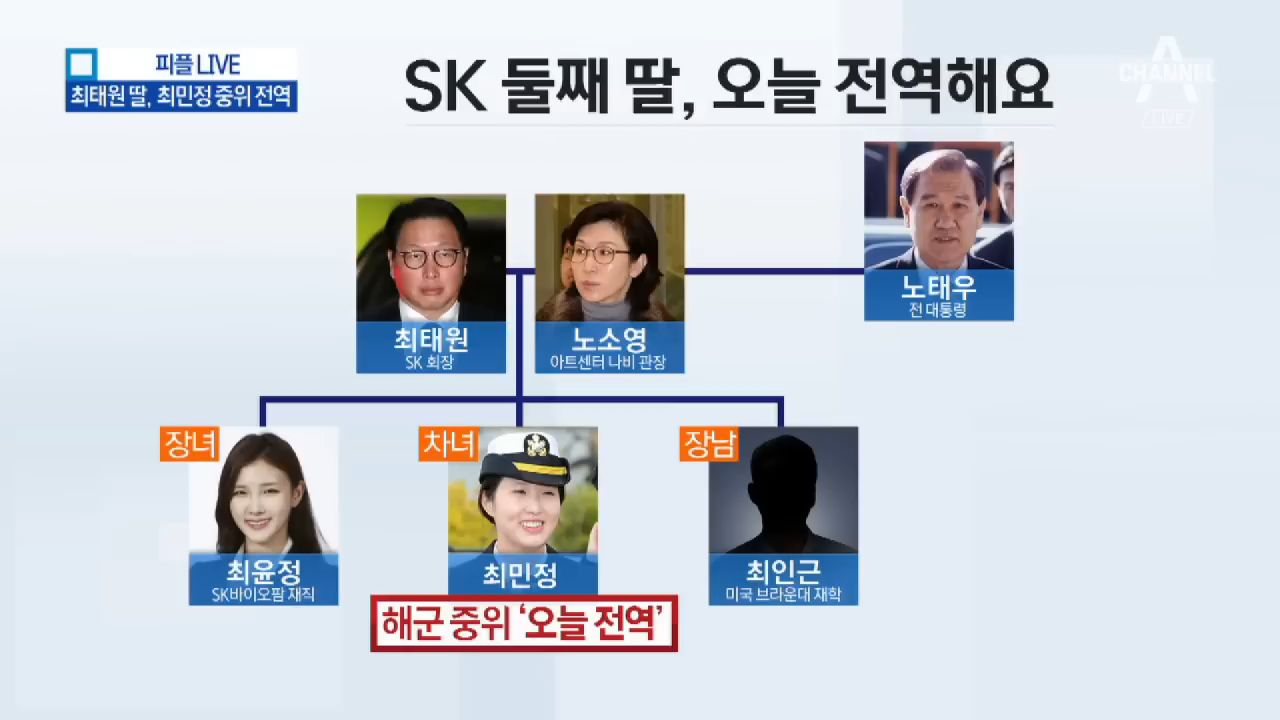 피플 LIVE
최태원 딸, 최민정 중위 전역
SK 둘째 딸, 오늘 전역해요
CHANNEL A
LIVE
노태우
전 대통령
최태원
SK 회장
노소영
아트센터 나비 관장
장녀
최윤정
SK바이오팜 재직
차녀
최민정
해군 중위 ‘오늘 전역’
장남
최인근
미국 브라운대 재학